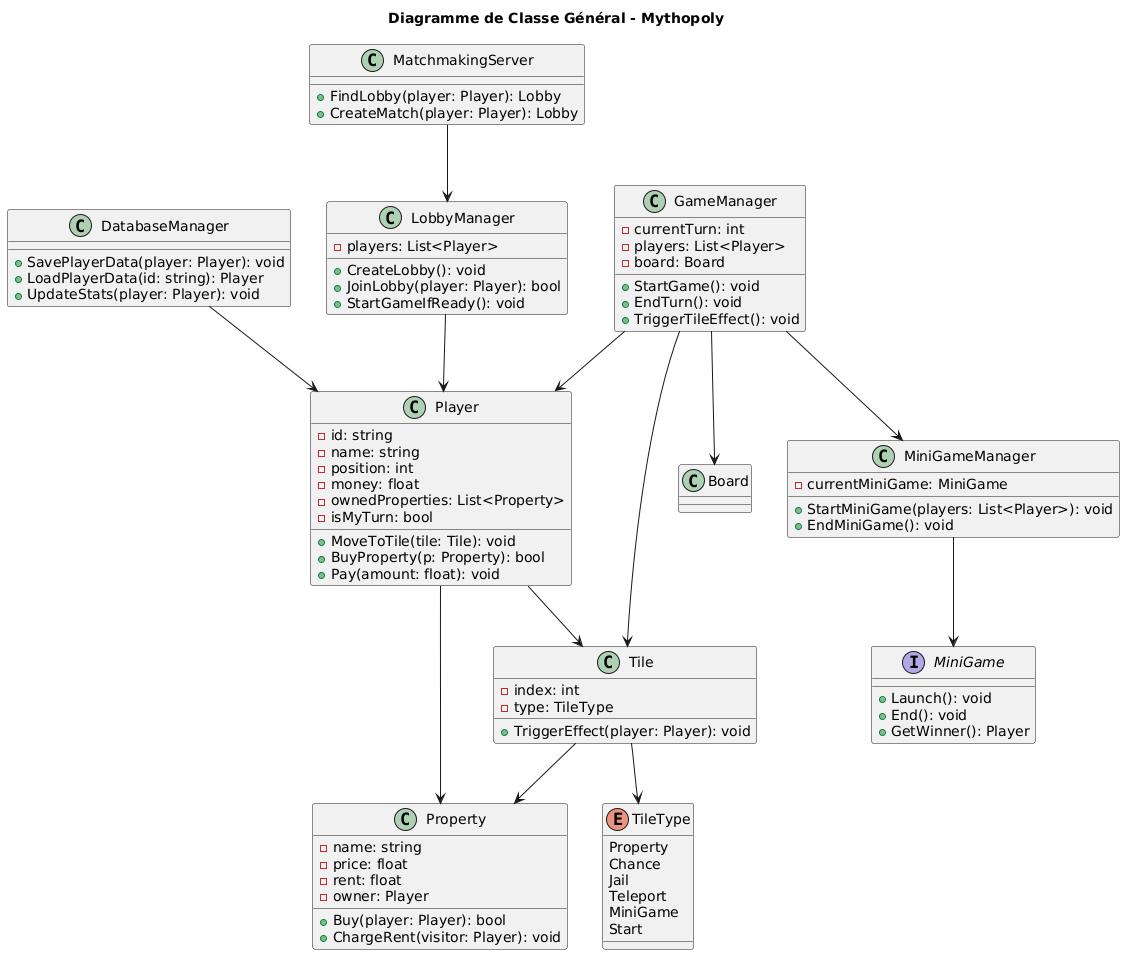 Diagramme de Classe Général - Mythopoly
C MatchmakingServer
FindLobby(player: Player): Lobby
CreateMatch(player: Player): Lobby
C DatabaseManager
SavePlayerData(player: Player): void
LoadPlayerData(id: string): Player
UpdateStats(player: Player): void
C LobbyManager
players: List<Player>
CreateLobby(): void
JoinLobby(player: Player): bool
StartGameIfReady(): void
C GameManager
currentTurn: int
players: List<Player>
board: Board
StartGame(): void
EndTurn(): void
TriggerTileEffect(): void
C Player
id: string
name: string
position: int
money: float
ownedProperties: List<Property>
isMyTurn: bool
MoveToTile(tile: Tile): void
BuyProperty(p: Property): bool
Pay(amount: float): void
C Board
C MiniGameManager
currentMiniGame: MiniGame
StartMiniGame(players: List<Player>): void
EndMiniGame(): void
C Tile
index: int
type: TileType
TriggerEffect(player: Player): void
I MiniGame
Launch(): void
End(): void
GetWinner(): Player
C Property
name: string
price: float
rent: float
owner: Player
Buy(player: Player): bool
ChargeRent(visitor: Player): void
E TileType
Property
Chance
Jail
Teleport
MiniGame
Start